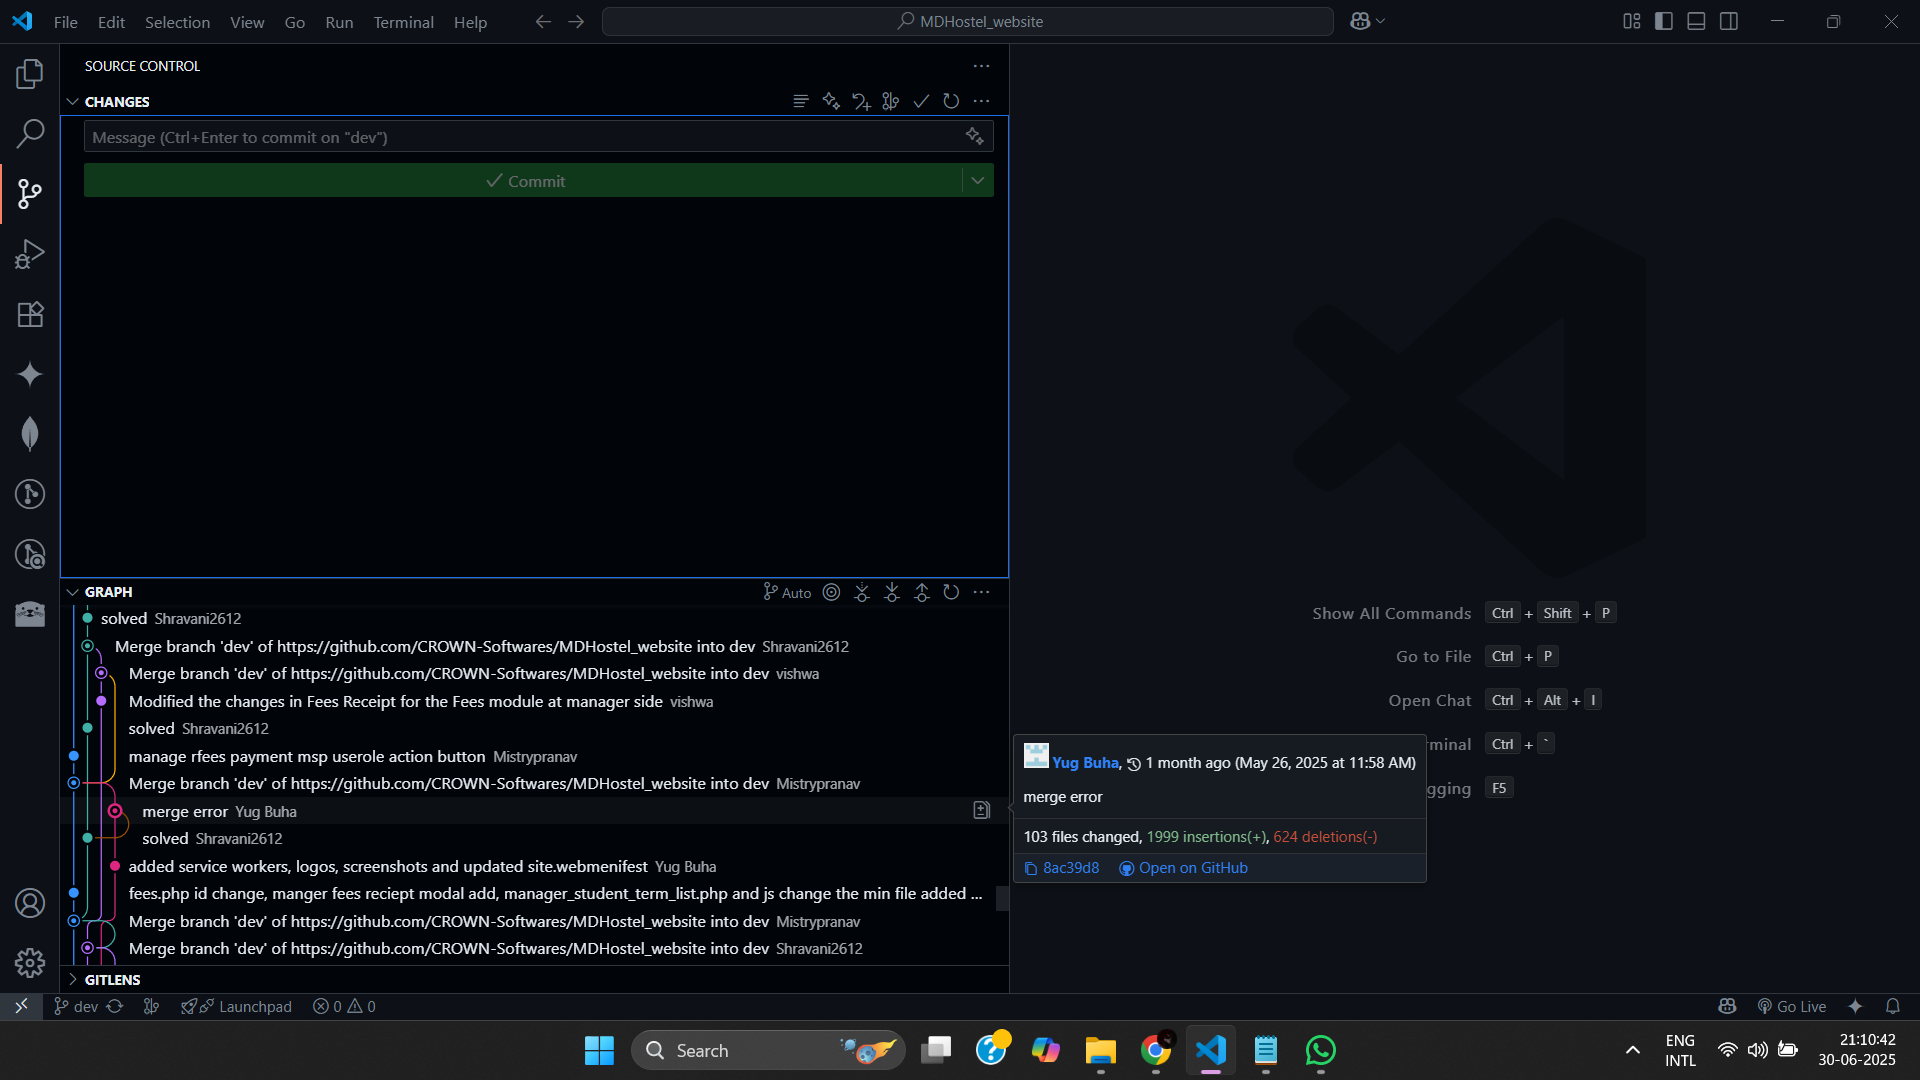 File Edit Selection View Go Run Terminal Help
MDHostel_website
SOURCE CONTROL
CHANGES
Message (Ctrl+Enter to commit on "dev")
Commit
GRAPH
Auto
solved Shravani2612
Merge branch 'dev' of https://github.com/CROWN-Softwares/MDHostel_website into dev Shravani2612
Merge branch 'dev' of https://github.com/CROWN-Softwares/MDHostel_website into dev vishwa
Modified the changes in Fees Receipt for the Fees module at manager side vishwa
solved Shravani2612
manage rfees payment msp userole action button Mistrypranav
Merge branch 'dev' of https://github.com/CROWN-Softwares/MDHostel_website into dev Mistrypranav
merge error Yug Buha
solved Shravani2612
added service workers, logos, screenshots and updated site.webmenifest Yug Buha
fees.php id change, manger fees reciept modal add, manager_student_term_list.php and js change the min file added ...
Merge branch 'dev' of https://github.com/CROWN-Softwares/MDHostel_website into dev Mistrypranav
Merge branch 'dev' of https://github.com/CROWN-Softwares/MDHostel_website into dev Shravani2612
GITLENS
Show All Commands Ctrl + Shift + P
Go to File Ctrl + P
Open Chat Ctrl + Alt + I
rminal Ctrl + `
gging F5
Yug Buha, 1 month ago (May 26, 2025 at 11:58 AM)
merge error
103 files changed, 1999 insertions(+), 624 deletions(-)
8ac39d8 Open on GitHub
dev Launchpad 0 0
Go Live
Search
ENG
INTL
21:10:42
30-06-2025